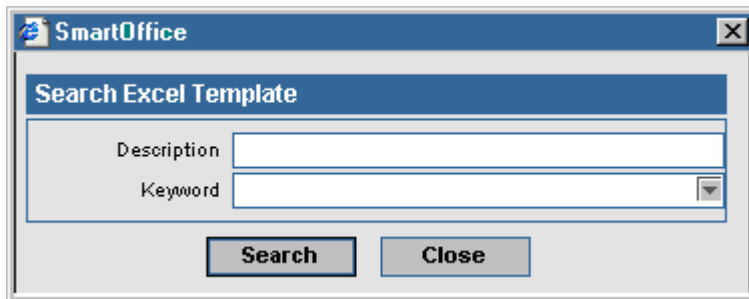 SmartOffice
Search Excel Template
Description
Keyword
Search Close